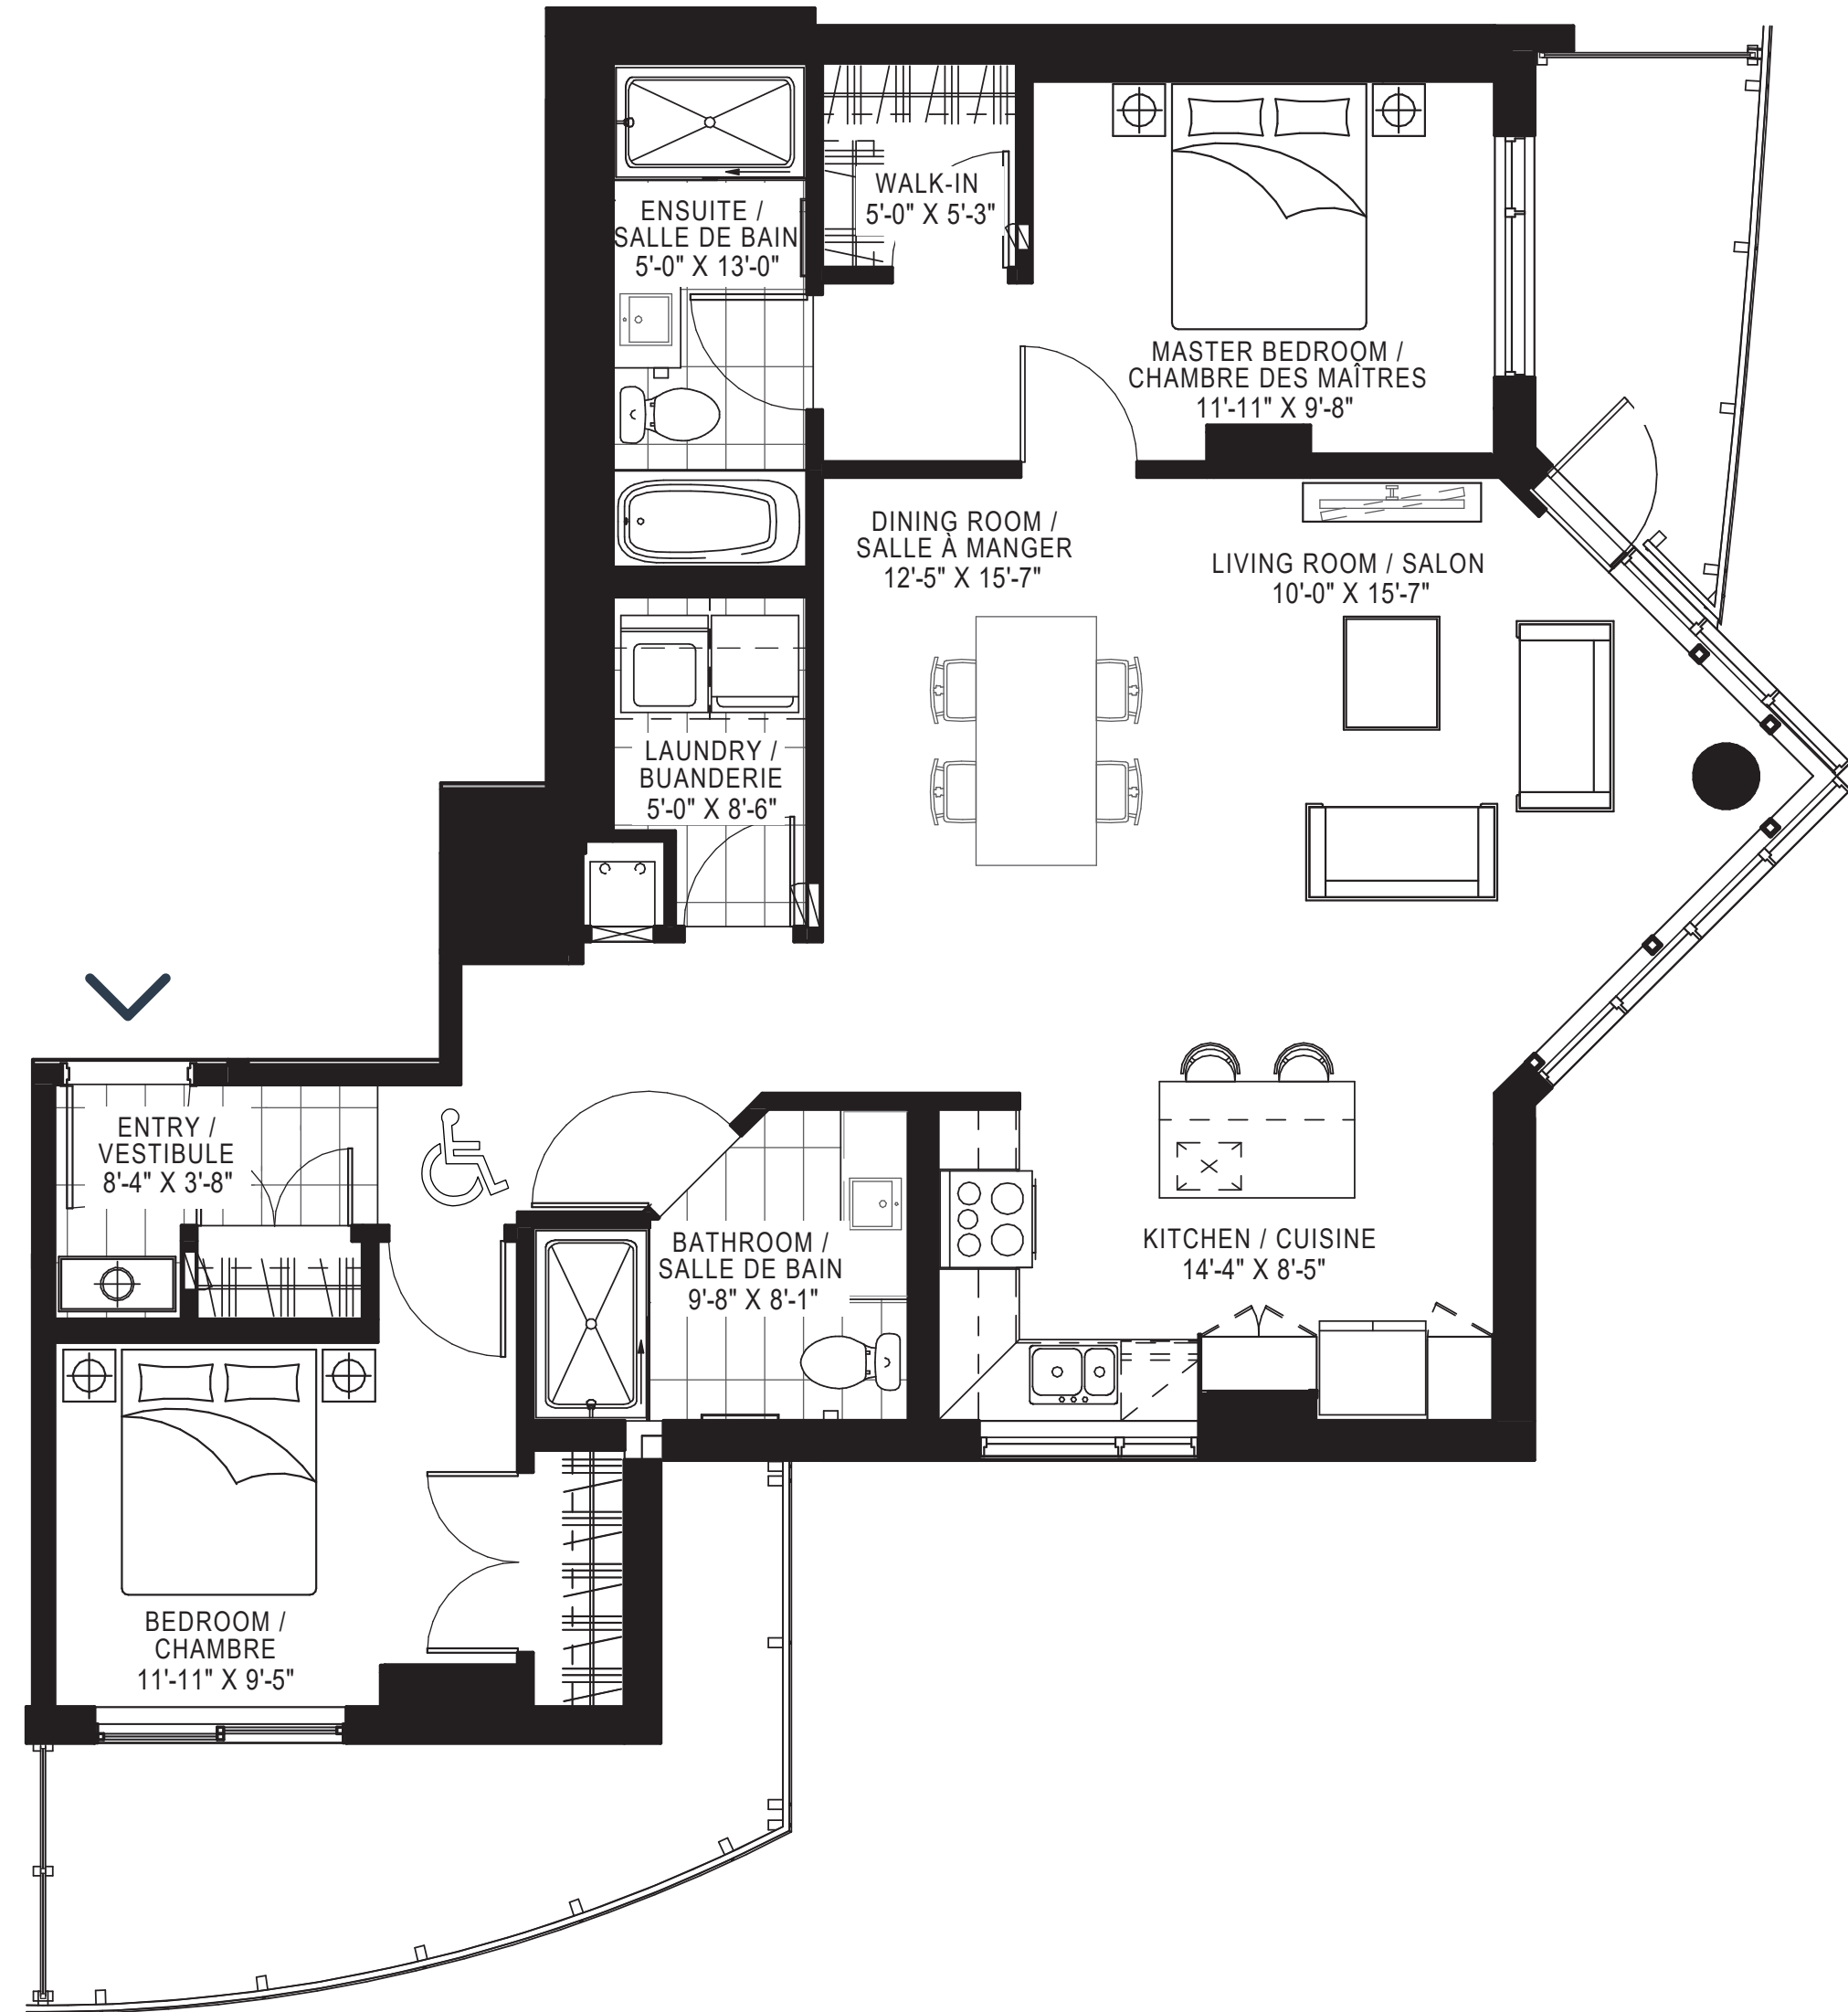 ENSUITE /
SALLE DE BAIN
5'-0" X 13'-0"
WALK-IN
5'-0" X 5'-3"
MASTER BEDROOM /
CHAMBRE DES MAÎTRES
11'-11" X 9'-8"
DINING ROOM /
SALLE À MANGER
12'-5" X 15'-7"
LIVING ROOM / SALON
10'-0" X 15'-7"
LAUNDRY /
BUANDERIE
5'-0" X 8'-6"
ENTRY /
VESTIBULE
8'-4" X 3'-8"
BATHROOM /
SALLE DE BAIN
9'-8" X 8'-1"
KITCHEN / CUISINE
14'-4" X 8'-5"
BEDROOM /
CHAMBRE
11'-11" X 9'-5"